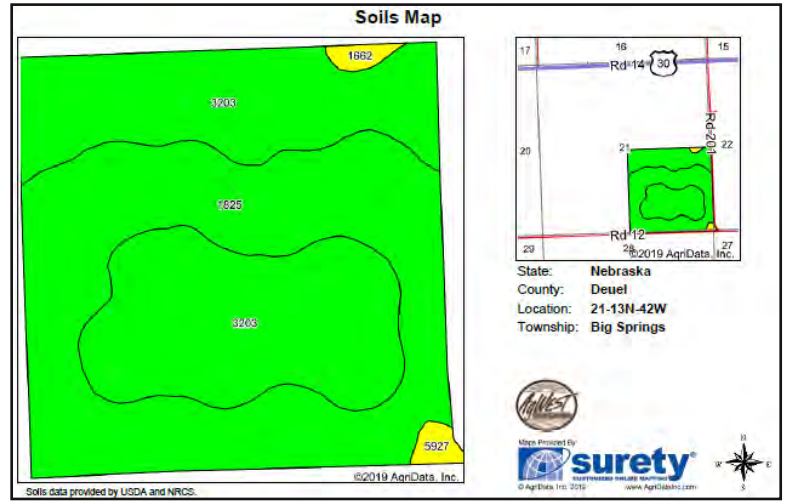 Soils Map
1662
3203
1825
3203
5927
©2019 AgriData, Inc.
Soils data provided by USDA and NRCS.
17
16
15
Rd 14
30
Rd 201
20
21
22
Rd 12
29
28
27
©2019 AgriData, Inc.
State: Nebraska
County: Deuel
Location: 21-13N-42W
Township: Big Springs
AgWest
Maps Provided By
surety®
CUSTOMIZED ONLINE MAPPING
© AgriData, Inc. 2019 www.AgriDataInc.com
N
W E
S